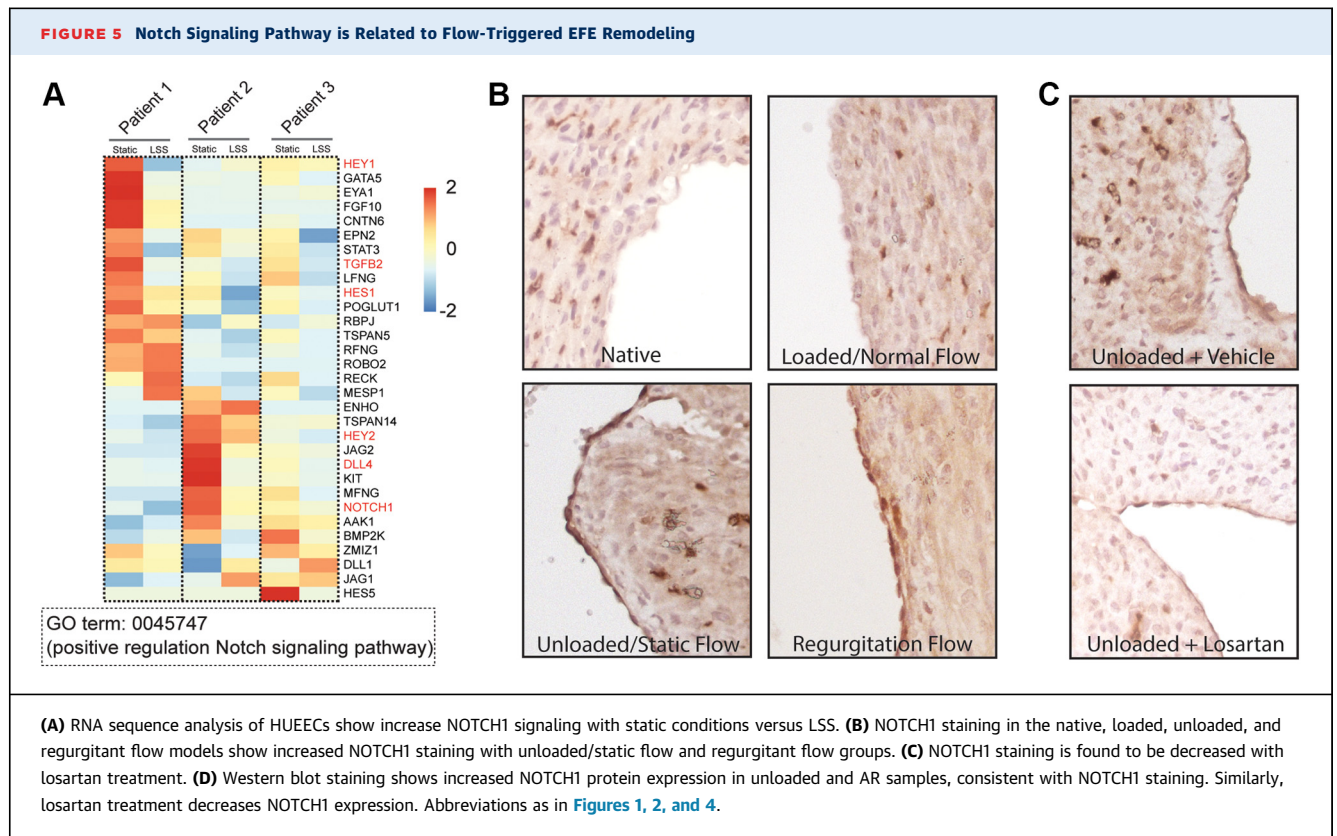 FIGURE 5 Notch Signaling Pathway is Related to Flow-Triggered EFE Remodeling
A
Patient 1
Patient 2
Patient 3
Static LSS Static LSS Static LSS
HEY1
GATA5
EYA1
FGF10
CNTN6
EPN2
STAT3
TGFB2
LFNG
HES1
POGLUT1
RBPJ
TSPAN5
RFNG
ROBO2
RECK
MESP1
ENHO
TSPAN14
HEY2
JAG2
DLL4
KIT
MFNG
NOTCH1
AAK1
BMP2K
ZMIZ1
DLL1
JAG1
HES5
2
0
-2
GO term: 0045747
(positive regulation Notch signaling pathway)
B
Native
Loaded/Normal Flow
Unloaded/Static Flow
Regurgitation Flow
C
Unloaded + Vehicle
Unloaded + Losartan
(A) RNA sequence analysis of HUEECs show increase NOTCH1 signaling with static conditions versus LSS. (B) NOTCH1 staining in the native, loaded, unloaded, and
regurgitant flow models show increased NOTCH1 staining with unloaded/static flow and regurgitant flow groups. (C) NOTCH1 staining is found to be decreased with
losartan treatment. (D) Western blot staining shows increased NOTCH1 protein expression in unloaded and AR samples, consistent with NOTCH1 staining. Similarly,
losartan treatment decreases NOTCH1 expression. Abbreviations as in Figures 1, 2, and 4.